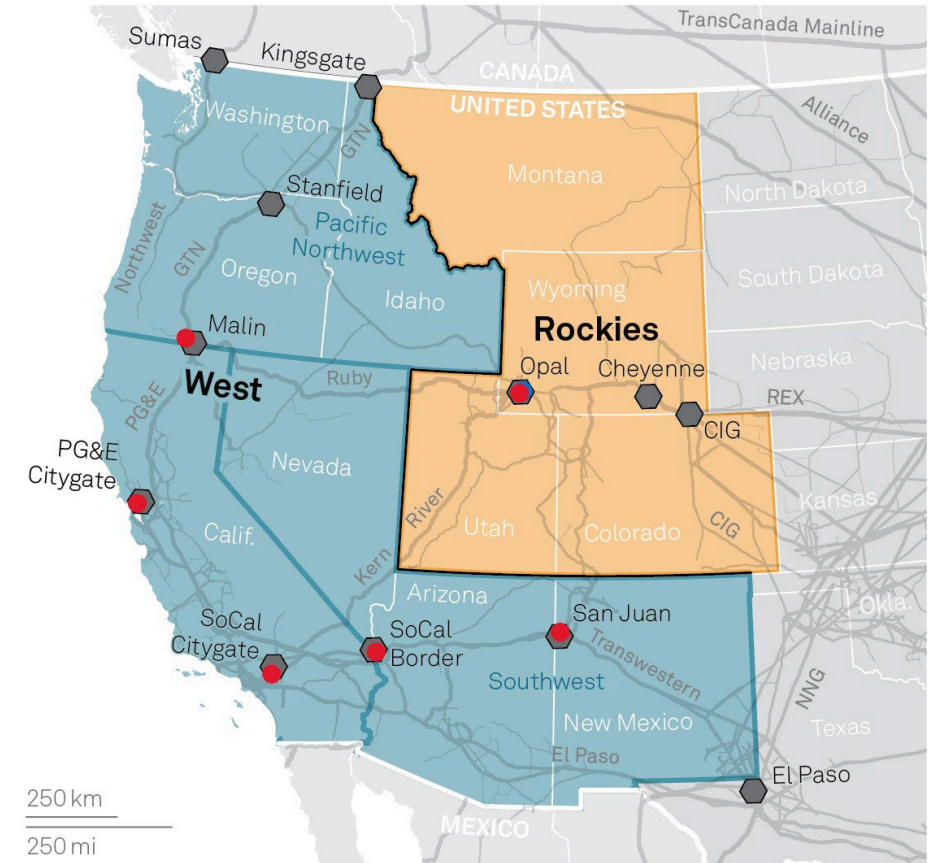 TransCanada Mainline
Sumas
Kingsgate
CANADA
UNITED STATES
Alliance
Washington
GTN
Montana
North Dakota
Stanfield
Pacific
Northwest
Northwest
GTN
Oregon
Idaho
Wyoming
South Dakota
Rockies
Malin
West
Ruby
Opal
Cheyenne
Nebraska
REX
CIG
PG&E
PG&E
Citygate
Nevada
Calif.
River
Kern
Utah
Colorado
CIG
Kansas
Arizona
Okla.
SoCal
Citygate
SoCal
Border
San Juan
Transwestern
Southwest
New Mexico
NNG
Texas
El Paso
El Paso
250 km
250 mi
MEXICO